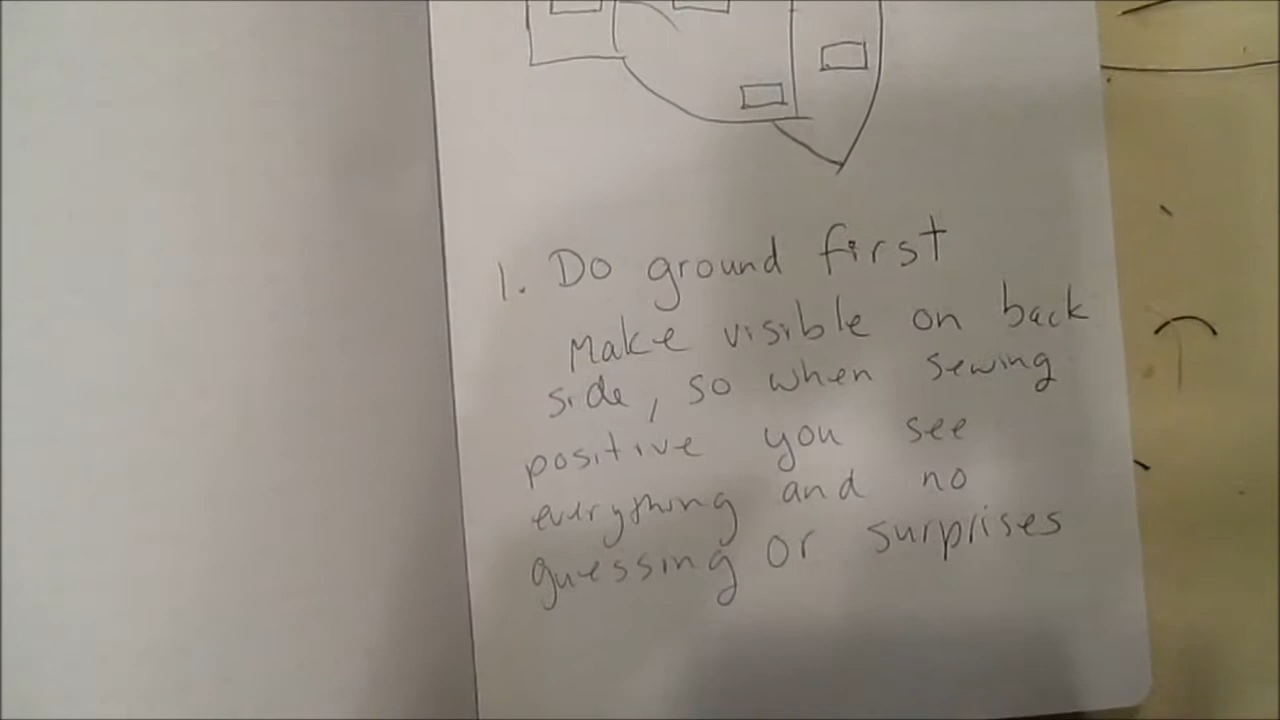 1. Do ground first
Make visible on back
side, so when sewing
positive you see
everything and no
guessing or surprises